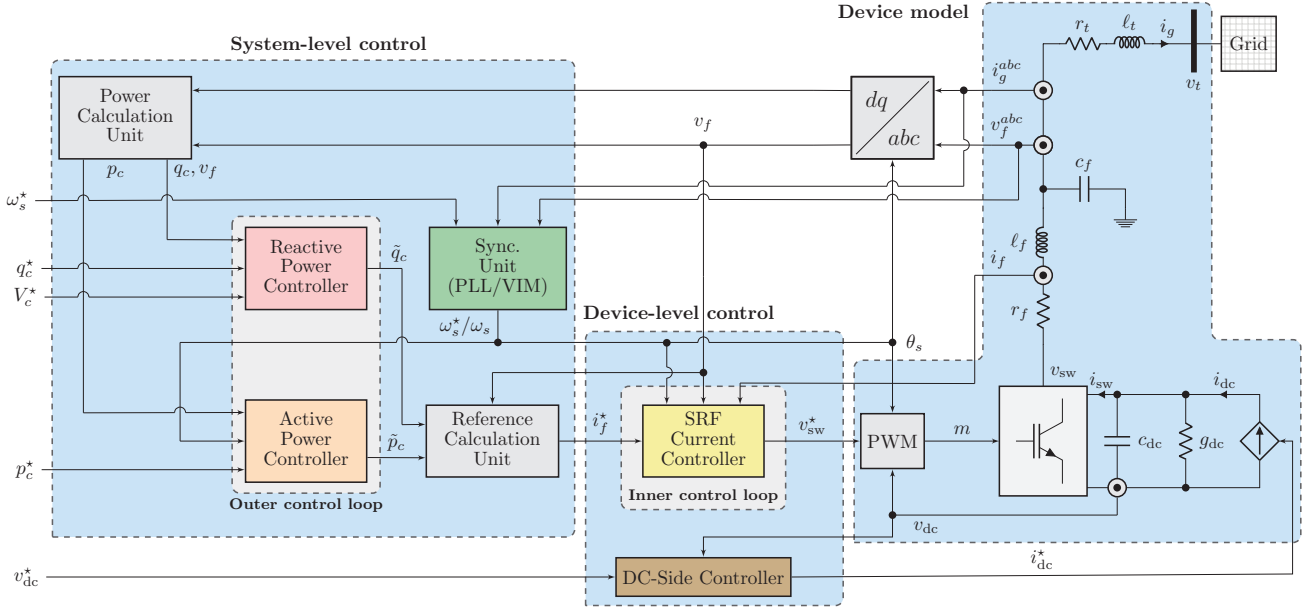 Device model
System-level control
r_t
ℓ_t
i_g
Grid
v_t
i_g^{abc}
Power
Calculation
Unit
dq
abc
v_f
v_f^{abc}
p_c
q_c, v_f
c_f
ω_s^⋆
Reactive
Power
Controller
q̃_c
Sync.
Unit
(PLL/VIM)
ℓ_f
i_f
q_c^⋆
V_c^⋆
r_f
Device-level control
ω_s^⋆/ω_s
θ_s
v_sw
i_sw
i_dc
Active
Power
Controller
p̃_c
Reference
Calculation
Unit
i_f^⋆
SRF
Current
Controller
v_sw^⋆
PWM
m
c_dc
g_dc
p_c^⋆
Outer control loop
Inner control loop
v_dc
v_dc^⋆
DC-Side Controller
i_dc^⋆